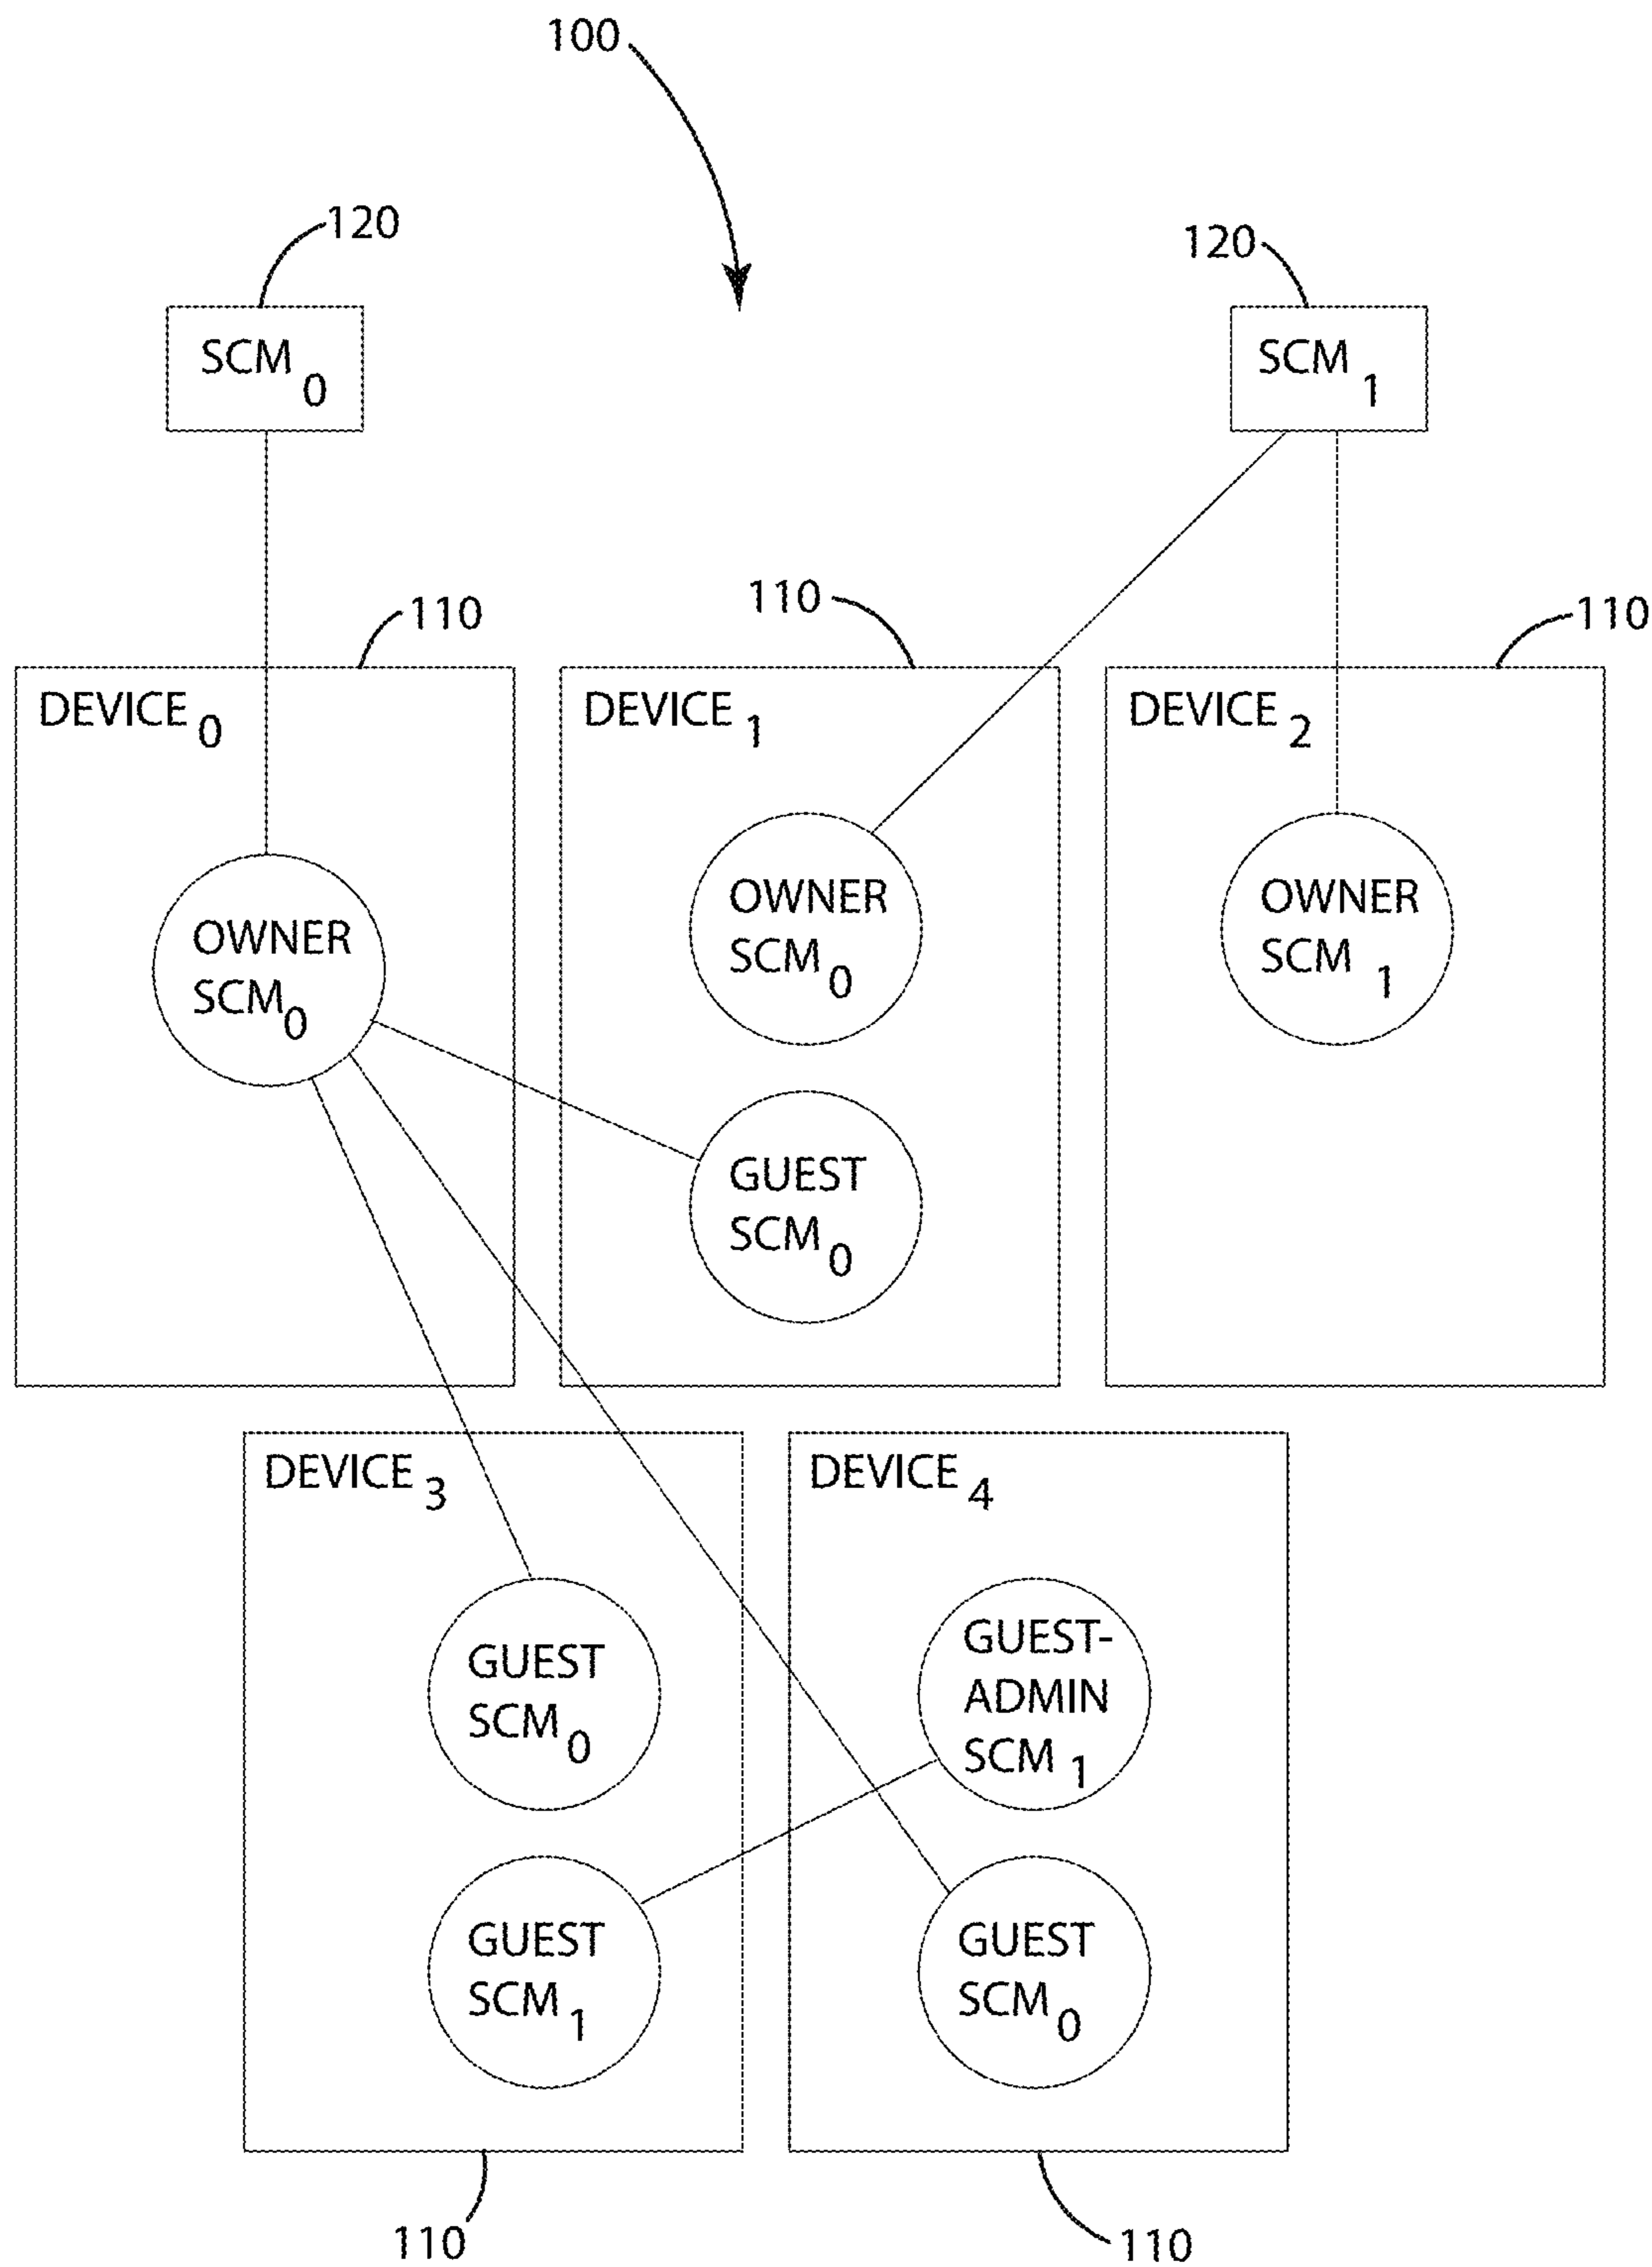 100
120
120
SCM 0
SCM 1
110
110
110
DEVICE 0
DEVICE 1
DEVICE 2
OWNER
SCM 0
OWNER
SCM 0
OWNER
SCM 1
GUEST
SCM 0
DEVICE 3
DEVICE 4
GUEST
SCM 0
GUEST-
ADMIN
SCM 1
GUEST
SCM 1
GUEST
SCM 0
110
110